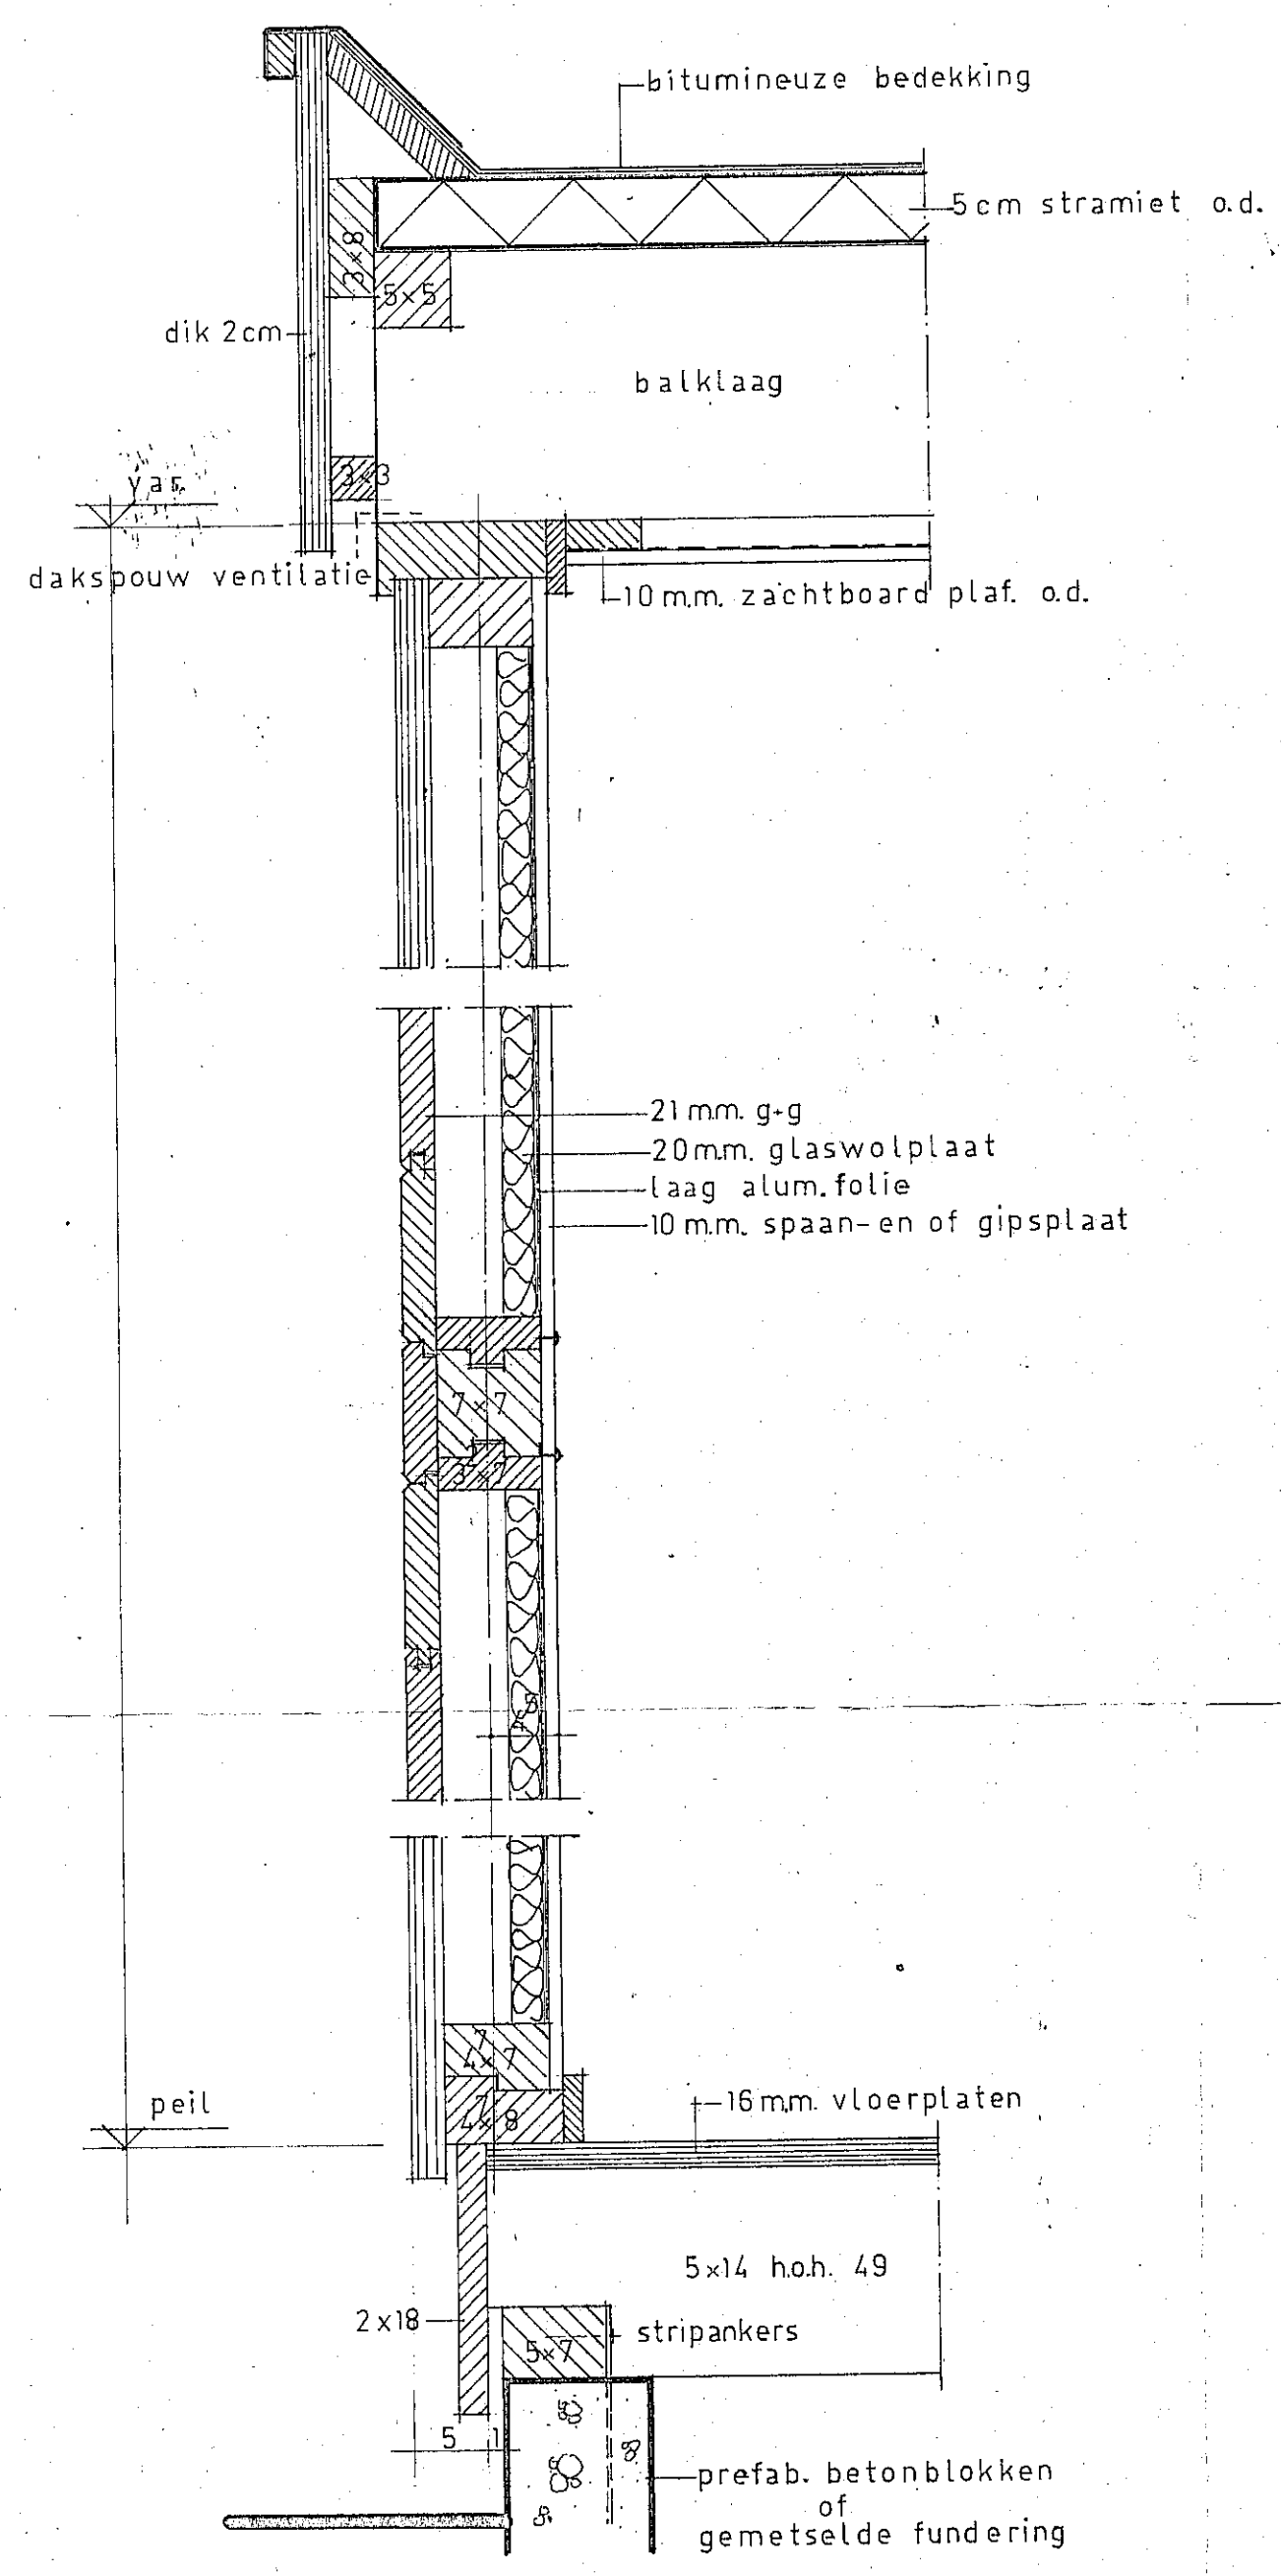 bitumineuze bedekking
5cm stramiet o.d.
3×8
5×5
dik 2cm
balklaag
3×3
var.
dakspouw ventilatie
10 m.m. zachtboard plaf. o.d.
21 m.m. g+g
20 m.m. glaswolplaat
laag alum. folie
10 m.m. spaan- en of gipsplaat
7×7
3×7
4×7
7
peil
4×8
7
16 m.m. vloerplaten
5×14 h.o.h. 49
2×18
stripankers
5×7
5 1
prefab. betonblokken
of
gemetselde fundering